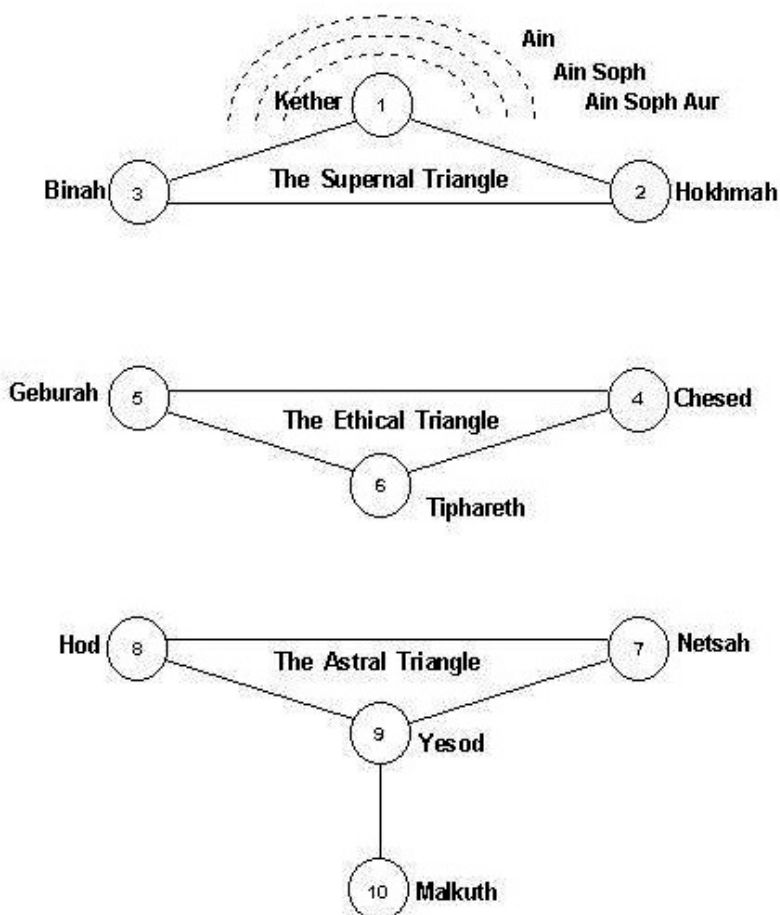 Ain
Ain Soph
Kether 1 Ain Soph Aur
Binah 3 The Supernal Triangle 2 Hokhmah
Geburah 5 4 Chesed
The Ethical Triangle
6
Tiphareth
Hod 8 7 Netsah
The Astral Triangle
9 Yesod
10 Malkuth